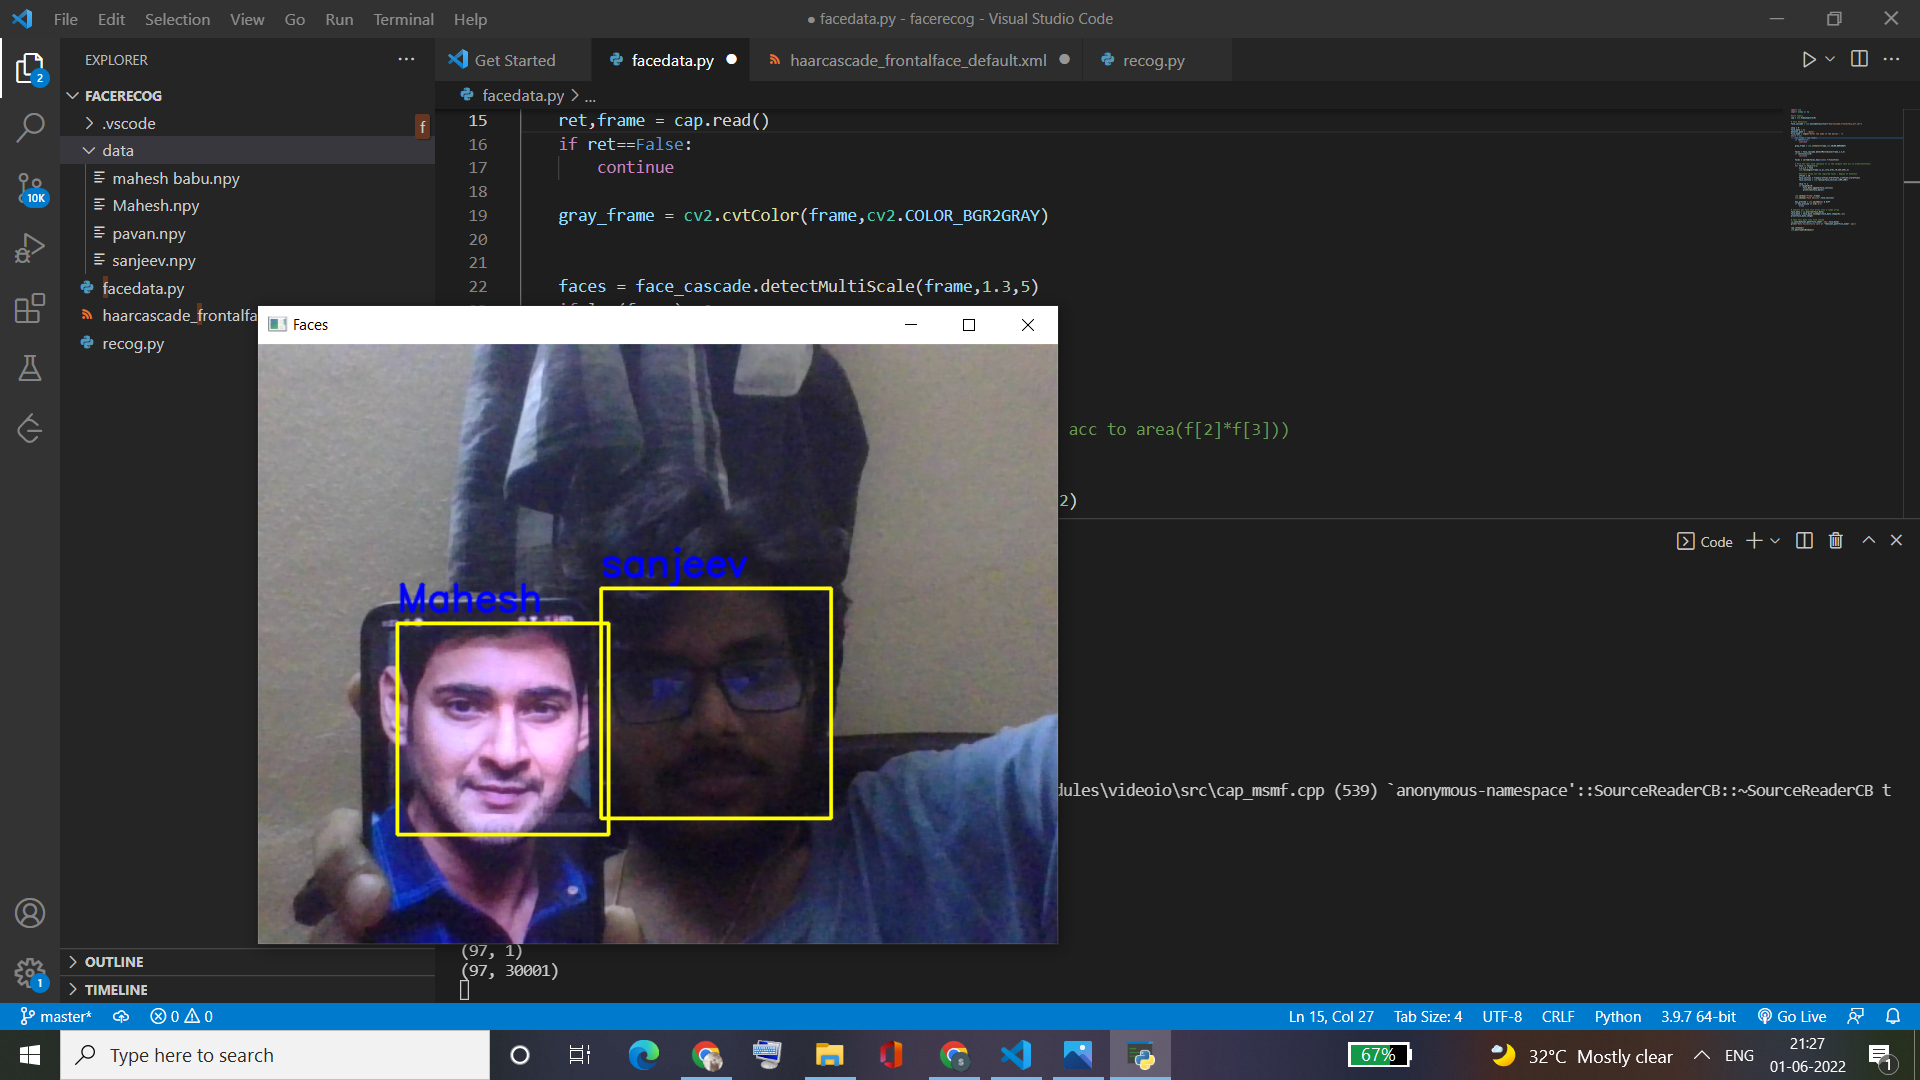 File Edit Selection View Go Run Terminal Help
● facedata.py - facerecog - Visual Studio Code
EXPLORER
Get Started
facedata.py
haarcascade_frontalface_default.xml
recog.py
FACERECOG
facedata.py > ...
.vscode
data
mahesh babu.npy
Mahesh.npy
pavan.npy
sanjeev.npy
facedata.py
haarcascade_frontalfa
recog.py
2
10K
f
15 ret,frame = cap.read()
16 if ret==False:
17 continue
18
19 gray_frame = cv2.cvtColor(frame,cv2.COLOR_BGR2GRAY)
20
21
22 faces = face_cascade.detectMultiScale(frame,1.3,5)
acc to area(f[2]*f[3]))
2)
Faces
sanjeev
Mahesh
Code
dules\videoio\src\cap_msmf.cpp (539) `anonymous-namespace'::SourceReaderCB::~SourceReaderCB t
(97, 1)
(97, 30001)
OUTLINE
TIMELINE
1
master* 0 0
Ln 15, Col 27 Tab Size: 4 UTF-8 CRLF Python 3.9.7 64-bit Go Live
Type here to search
67%
32°C Mostly clear
ENG
21:27
01-06-2022
1